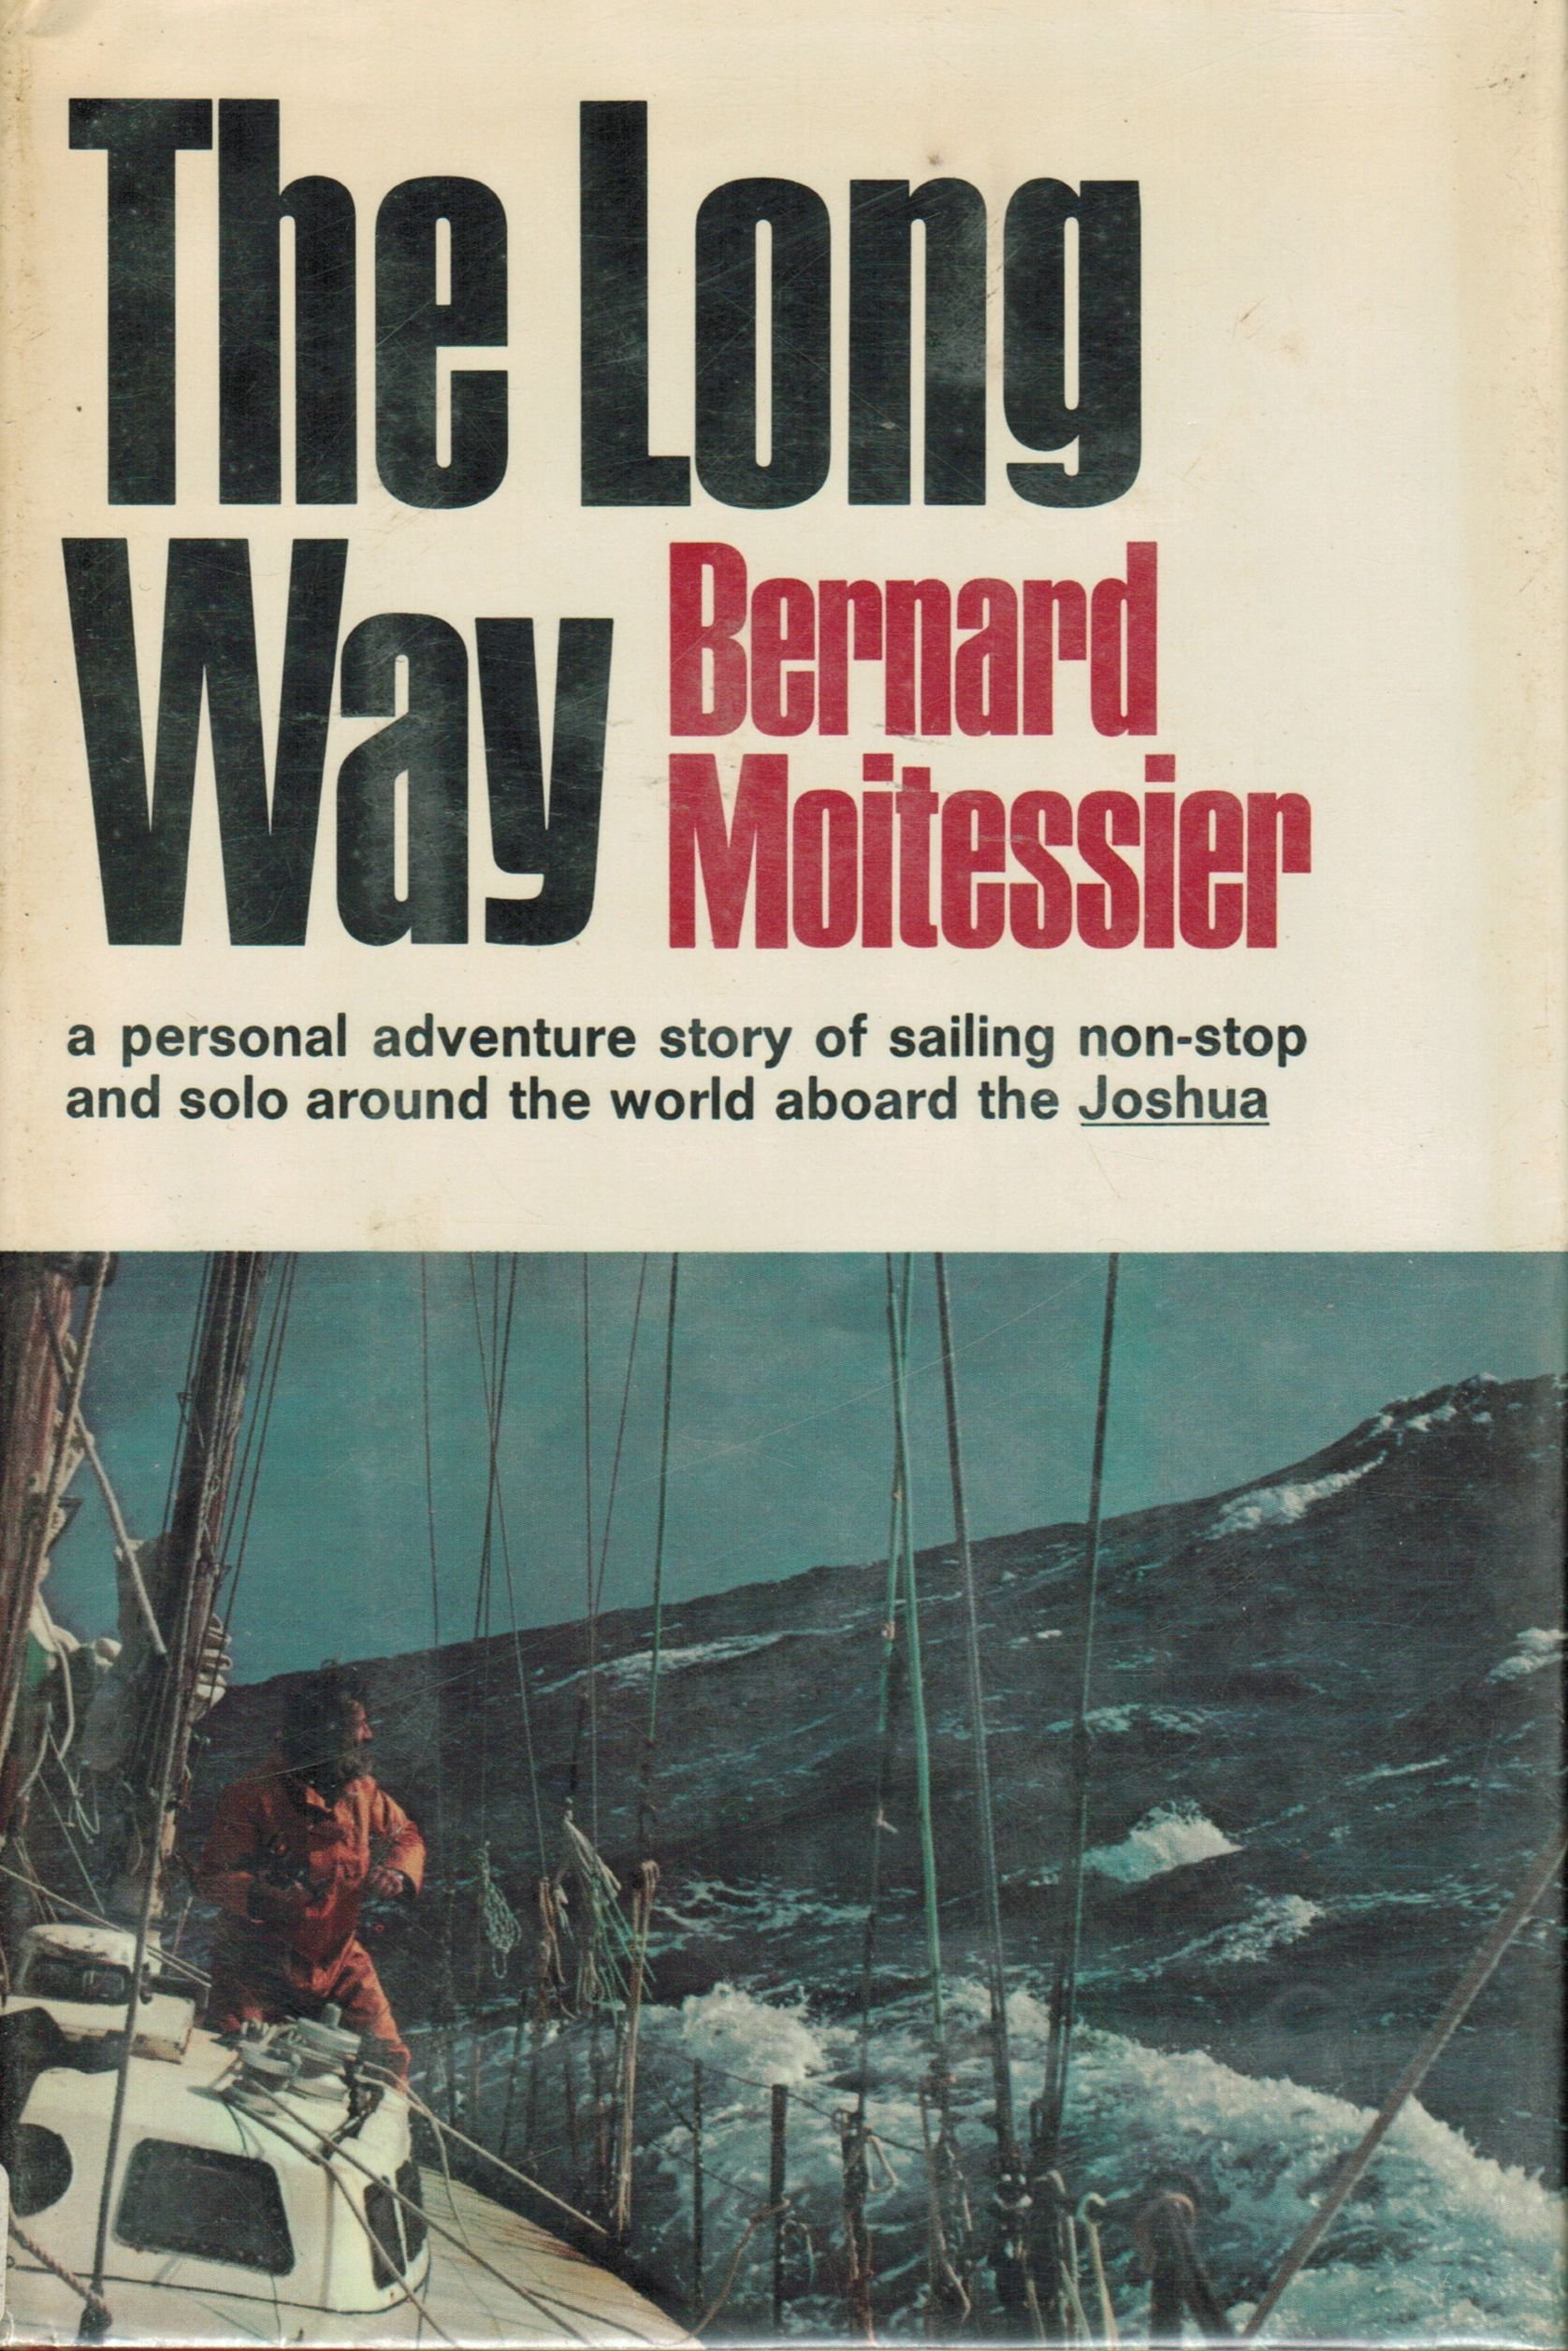 The Long
Way
Bernard
Moitessier
a personal adventure story of sailing non-stop
and solo around the world aboard the Joshua